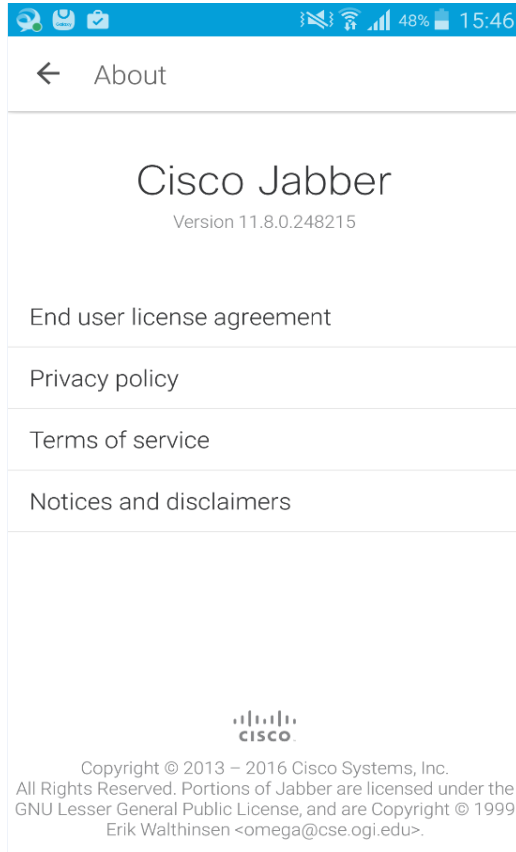 48% 15:46
About
Cisco Jabber
Version 11.8.0.248215
End user license agreement
Privacy policy
Terms of service
Notices and disclaimers
CISCO.
Copyright © 2013 – 2016 Cisco Systems, Inc.
All Rights Reserved. Portions of Jabber are licensed under the
GNU Lesser General Public License, and are Copyright © 1999
Erik Walthinsen <omega@cse.ogi.edu>.